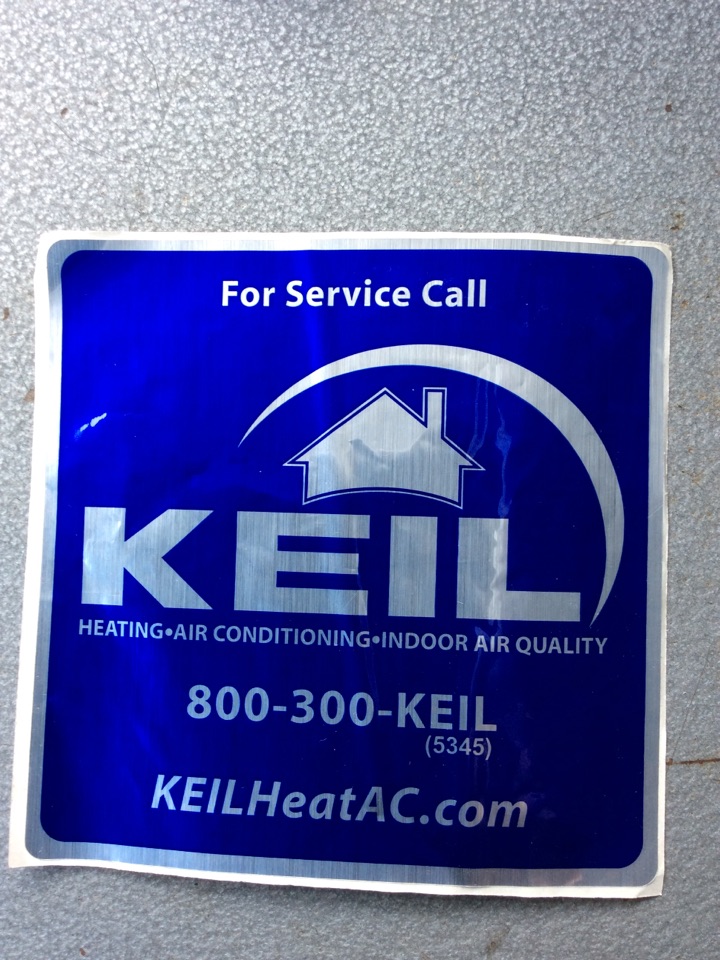 For Service Call
KEIL
HEATING•AIR CONDITIONING•INDOOR AIR QUALITY
800-300-KEIL
(5345)
KEILHeatAC.com